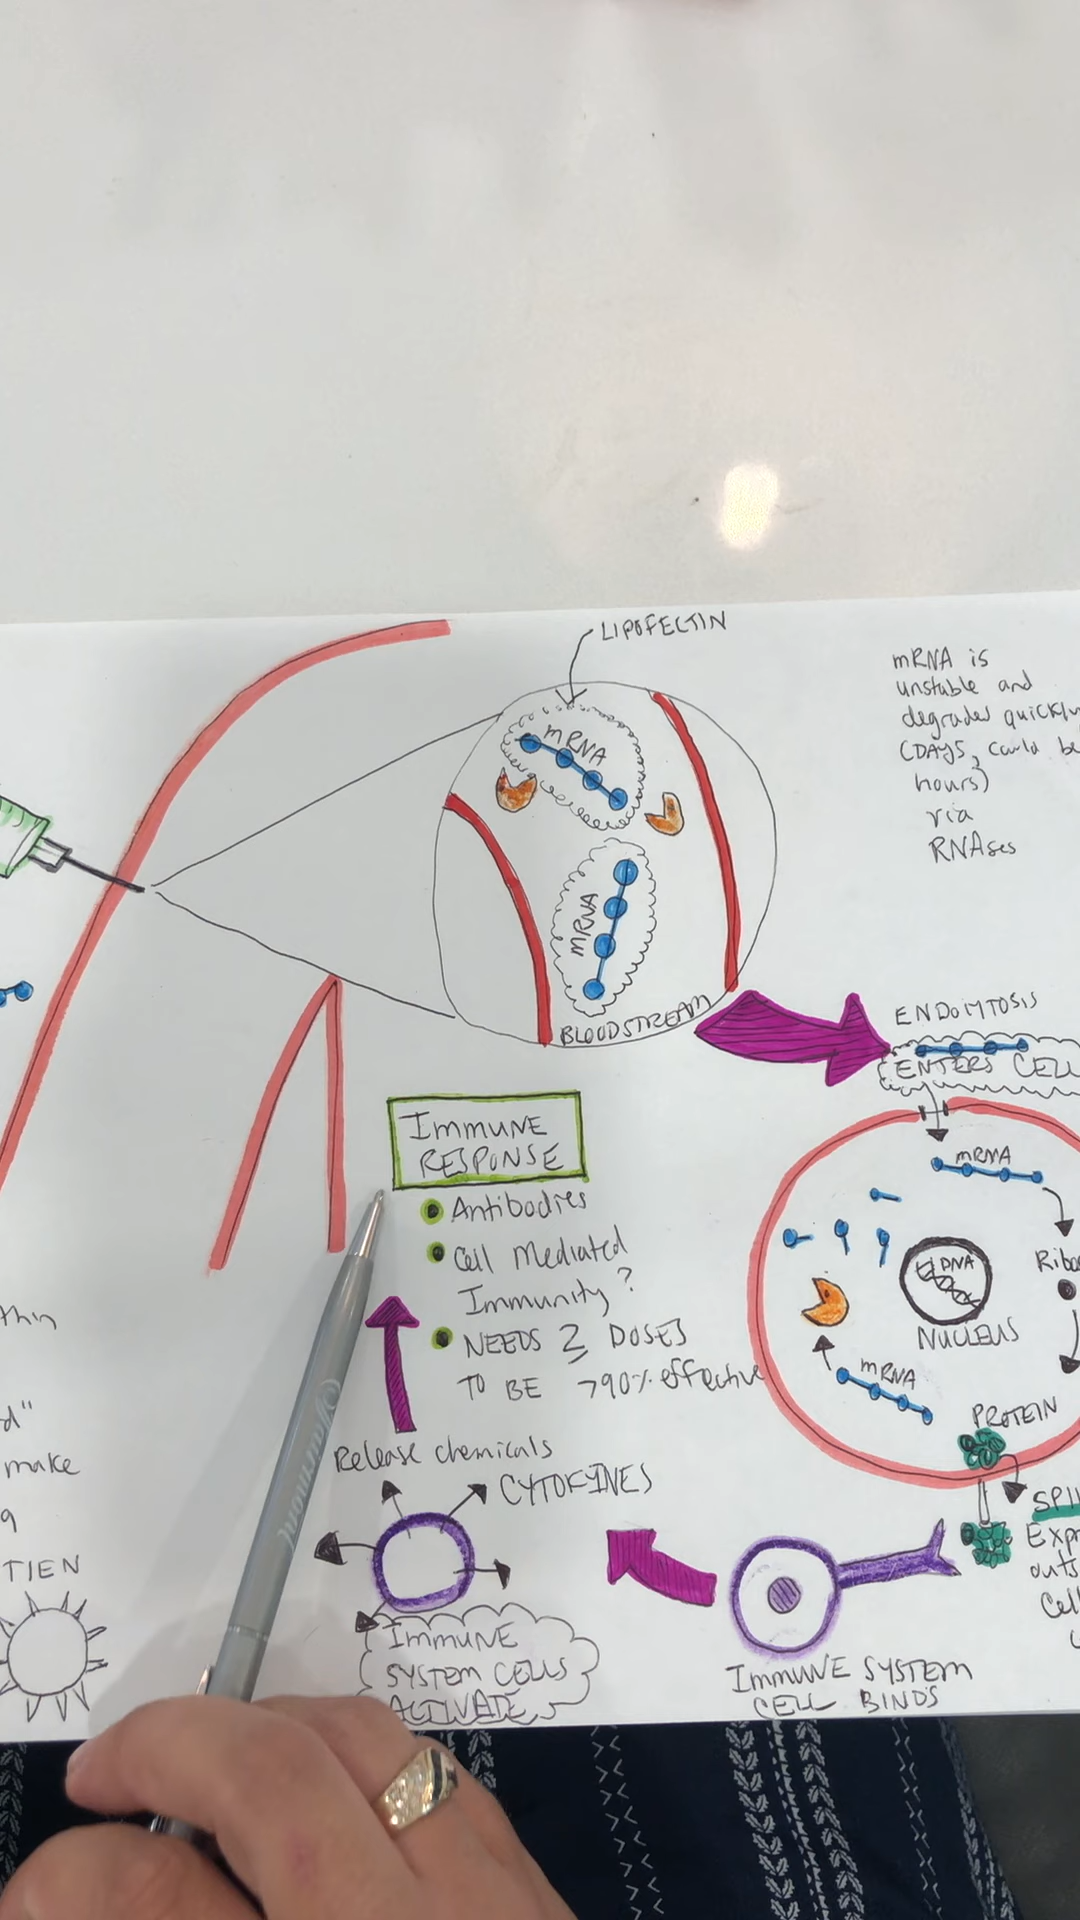 LIPOFECTIN
mRNA is
unstable and
degrades quickly
(DAYS, could be
hours)
via
RNAses
mRNA
mRNA
BLOODSTREAM
ENDOCYTOSIS
ENTERS CELL
mRNA
DNA
NUCLEUS
mRNA
PROTEIN
Immune
RESPONSE
Antibodies
Cell Mediated
Immunity?
NEEDS 2 DOSES
TO BE >90% effective
Release chemicals
CYTOKINES
Immune
SYSTEM CELLS
ACTIVATE
Immune SYSTEM
CELL BINDS
make